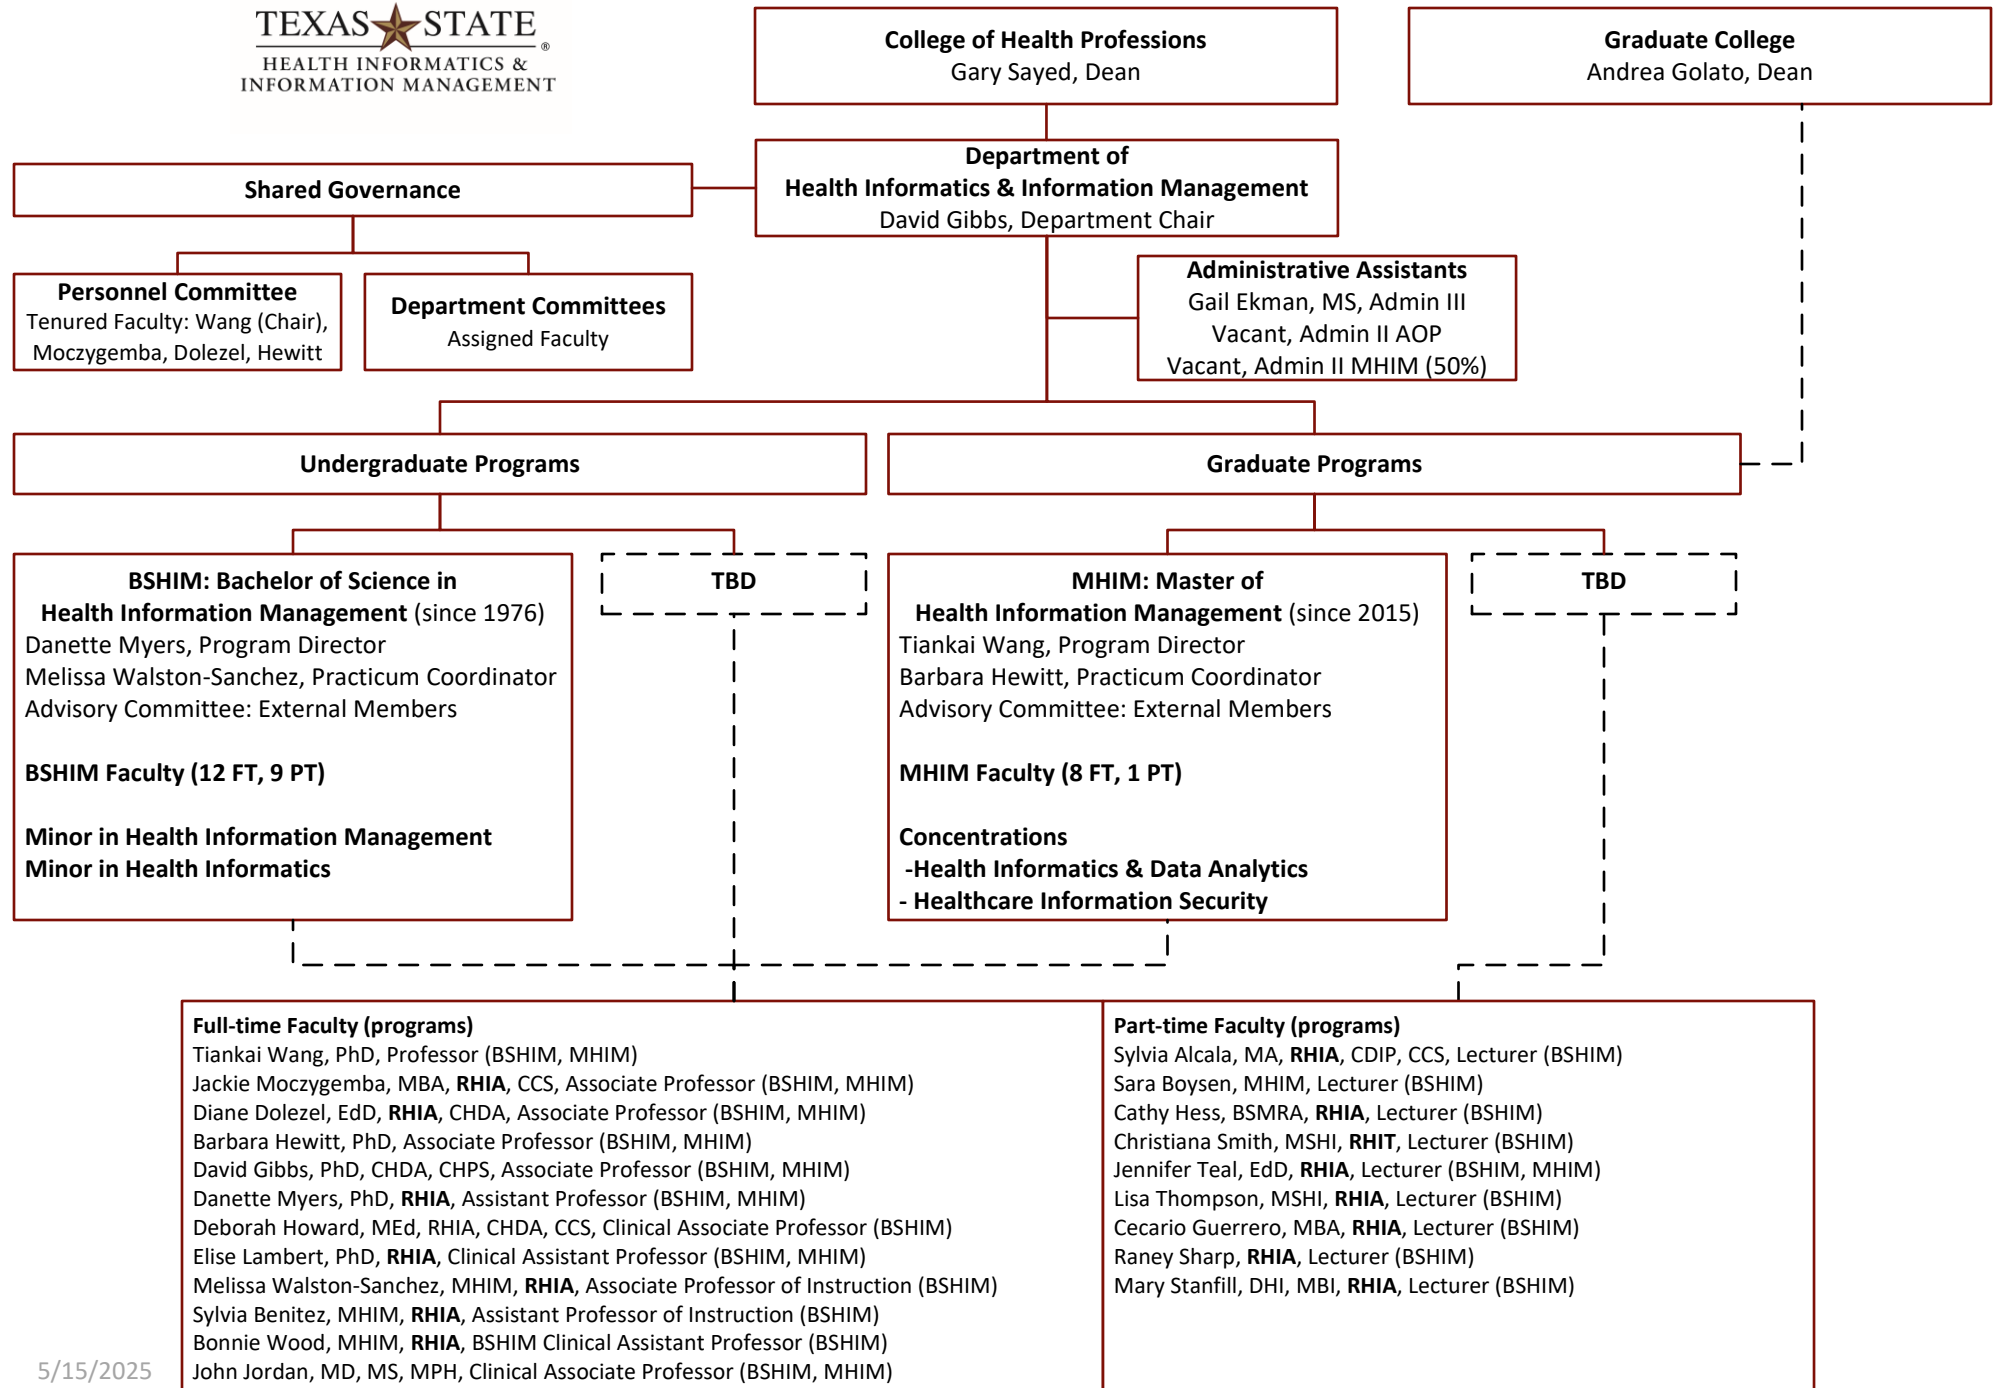 TEXAS STATE
®
HEALTH INFORMATICS &
INFORMATION MANAGEMENT
College of Health Professions
Gary Sayed, Dean
Graduate College
Andrea Golato, Dean
Department of
Health Informatics & Information Management
David Gibbs, Department Chair
Shared Governance
Personnel Committee
Tenured Faculty: Wang (Chair),
Moczygemba, Dolezel, Hewitt
Department Committees
Assigned Faculty
Administrative Assistants
Gail Ekman, MS, Admin III
Vacant, Admin II AOP
Vacant, Admin II MHIM (50%)
Undergraduate Programs
Graduate Programs
BSHIM: Bachelor of Science in
Health Information Management (since 1976)
Danette Myers, Program Director
Melissa Walston-Sanchez, Practicum Coordinator
Advisory Committee: External Members
BSHIM Faculty (12 FT, 9 PT)
Minor in Health Information Management
Minor in Health Informatics
TBD
MHIM: Master of
Health Information Management (since 2015)
Tiankai Wang, Program Director
Barbara Hewitt, Practicum Coordinator
Advisory Committee: External Members
MHIM Faculty (8 FT, 1 PT)
Concentrations
-Health Informatics & Data Analytics
- Healthcare Information Security
TBD
Full-time Faculty (programs)
Tiankai Wang, PhD, Professor (BSHIM, MHIM)
Jackie Moczygemba, MBA, RHIA, CCS, Associate Professor (BSHIM, MHIM)
Diane Dolezel, EdD, RHIA, CHDA, Associate Professor (BSHIM, MHIM)
Barbara Hewitt, PhD, Associate Professor (BSHIM, MHIM)
David Gibbs, PhD, CHDA, CHPS, Associate Professor (BSHIM, MHIM)
Danette Myers, PhD, RHIA, Assistant Professor (BSHIM, MHIM)
Deborah Howard, MEd, RHIA, CHDA, CCS, Clinical Associate Professor (BSHIM)
Elise Lambert, PhD, RHIA, Clinical Assistant Professor (BSHIM, MHIM)
Melissa Walston-Sanchez, MHIM, RHIA, Associate Professor of Instruction (BSHIM)
Sylvia Benitez, MHIM, RHIA, Assistant Professor of Instruction (BSHIM)
Bonnie Wood, MHIM, RHIA, BSHIM Clinical Assistant Professor (BSHIM)
John Jordan, MD, MS, MPH, Clinical Associate Professor (BSHIM, MHIM)
Part-time Faculty (programs)
Sylvia Alcala, MA, RHIA, CDIP, CCS, Lecturer (BSHIM)
Sara Boysen, MHIM, Lecturer (BSHIM)
Cathy Hess, BSMRA, RHIA, Lecturer (BSHIM)
Christiana Smith, MSHI, RHIT, Lecturer (BSHIM)
Jennifer Teal, EdD, RHIA, Lecturer (BSHIM, MHIM)
Lisa Thompson, MSHI, RHIA, Lecturer (BSHIM)
Cecario Guerrero, MBA, RHIA, Lecturer (BSHIM)
Raney Sharp, RHIA, Lecturer (BSHIM)
Mary Stanfill, DHI, MBI, RHIA, Lecturer (BSHIM)
5/15/2025